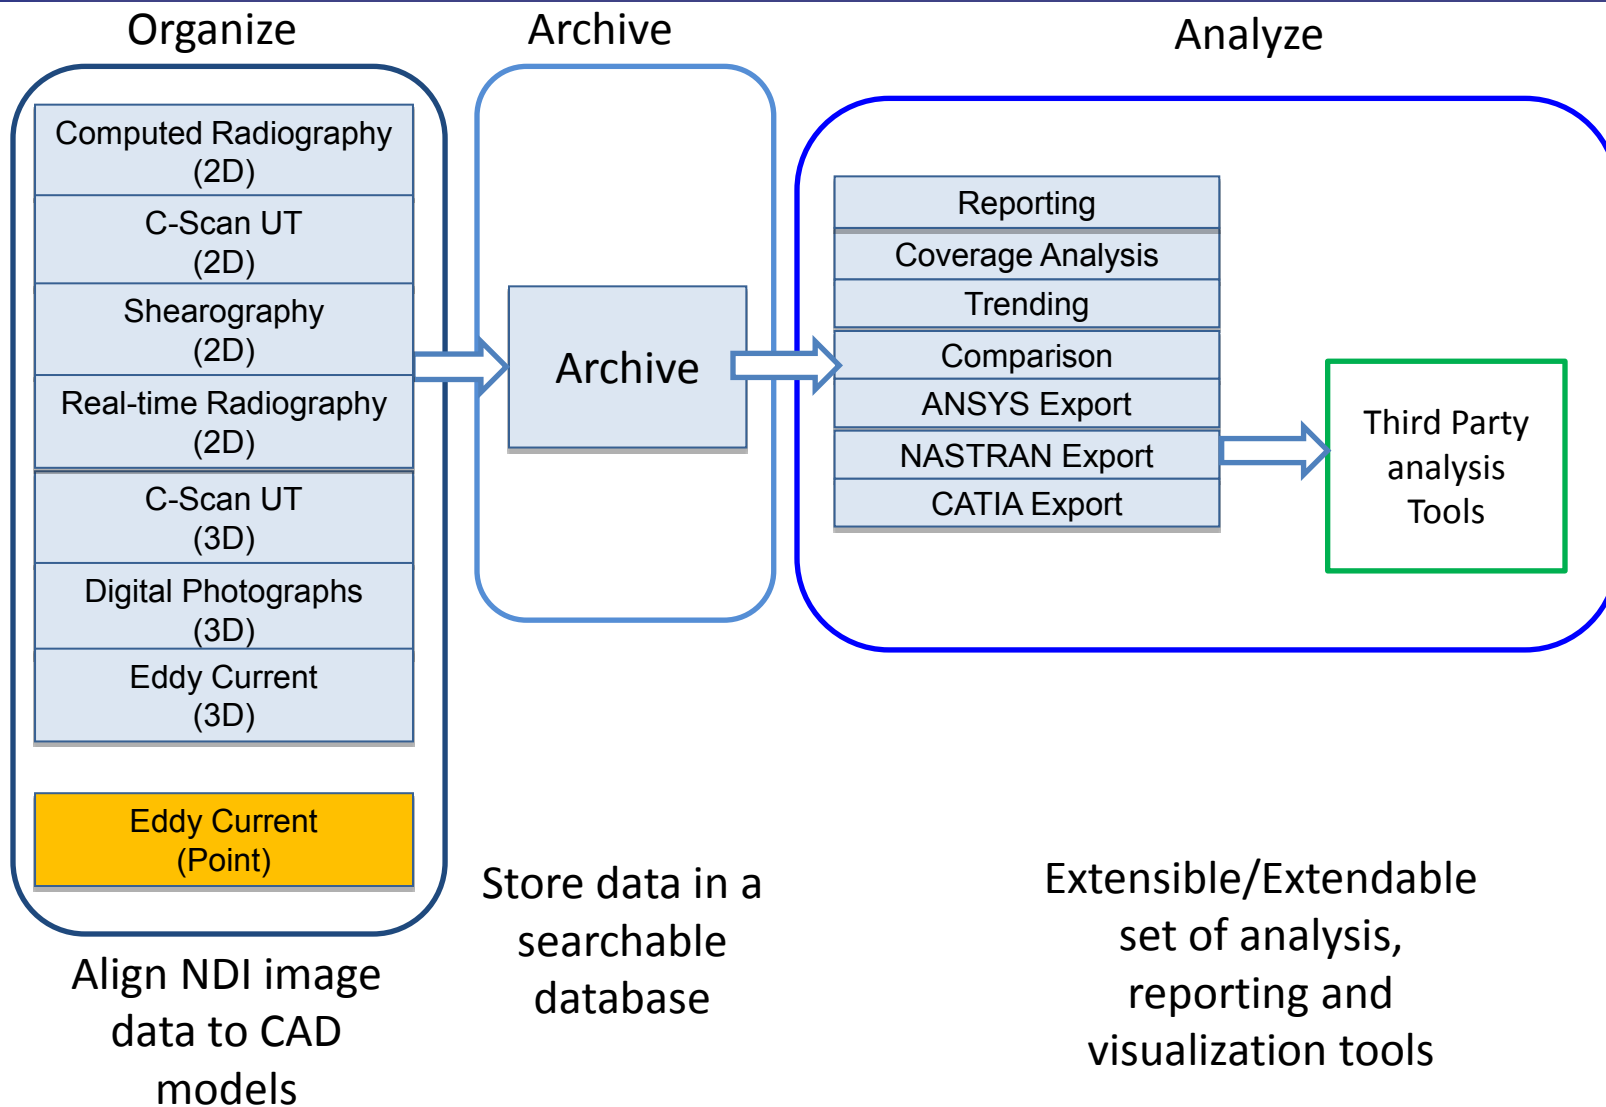 Organize
Computed Radiography
(2D)
C-Scan UT
(2D)
Shearography
(2D)
Real-time Radiography
(2D)
C-Scan UT
(3D)
Digital Photographs
(3D)
Eddy Current
(3D)
Eddy Current
(Point)
Align NDI image
data to CAD
models
Archive
Archive
Store data in a
searchable
database
Analyze
Reporting
Coverage Analysis
Trending
Comparison
ANSYS Export
NASTRAN Export
CATIA Export
Third Party
analysis
Tools
Extensible/Extendable
set of analysis,
reporting and
visualization tools